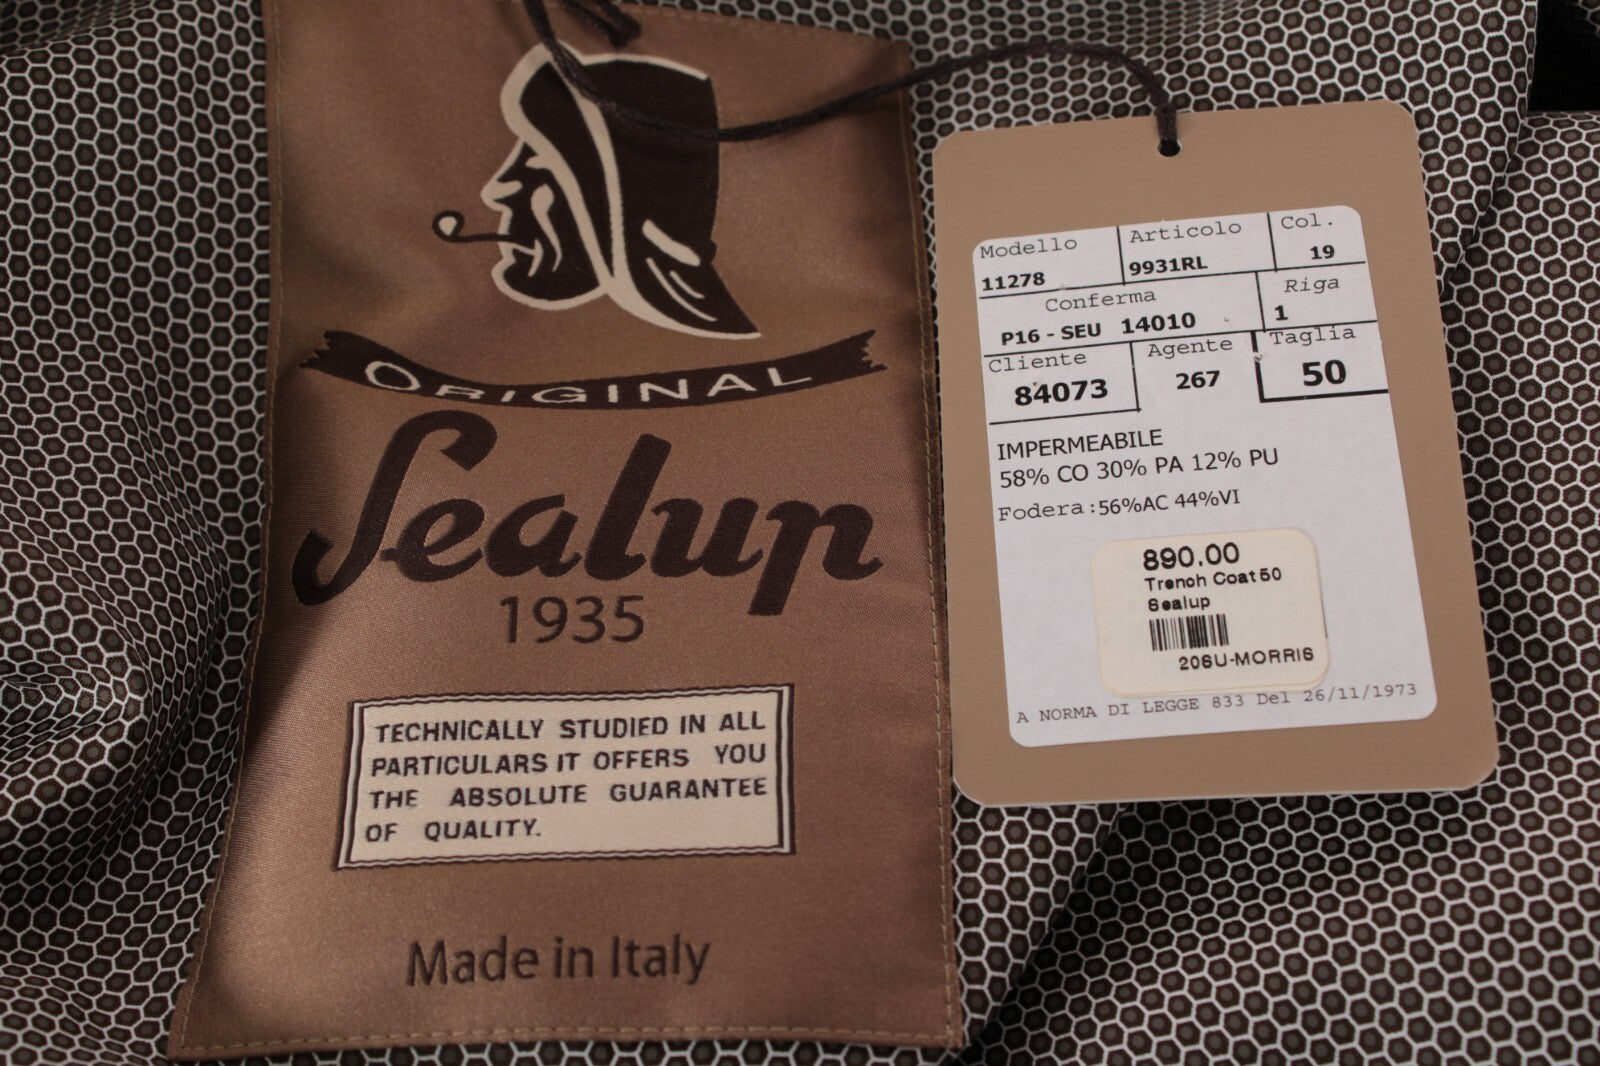 ORIGINAL
Sealup
1935
TECHNICALLY STUDIED IN ALL
PARTICULARS IT OFFERS YOU
THE ABSOLUTE GUARANTEE
OF QUALITY.
Made in Italy
Modello Articolo Col.
11278 9931RL 19
Conferma Riga
P16 - SEU 14010 1
Cliente Agente Taglia
84073 267 50
IMPERMEABILE
58% CO 30% PA 12% PU
Fodera:56%AC 44%VI
890.00
Trench Coat 50
Sealup
206U-MORRIS
A NORMA DI LEGGE 833 Del 26/11/1973